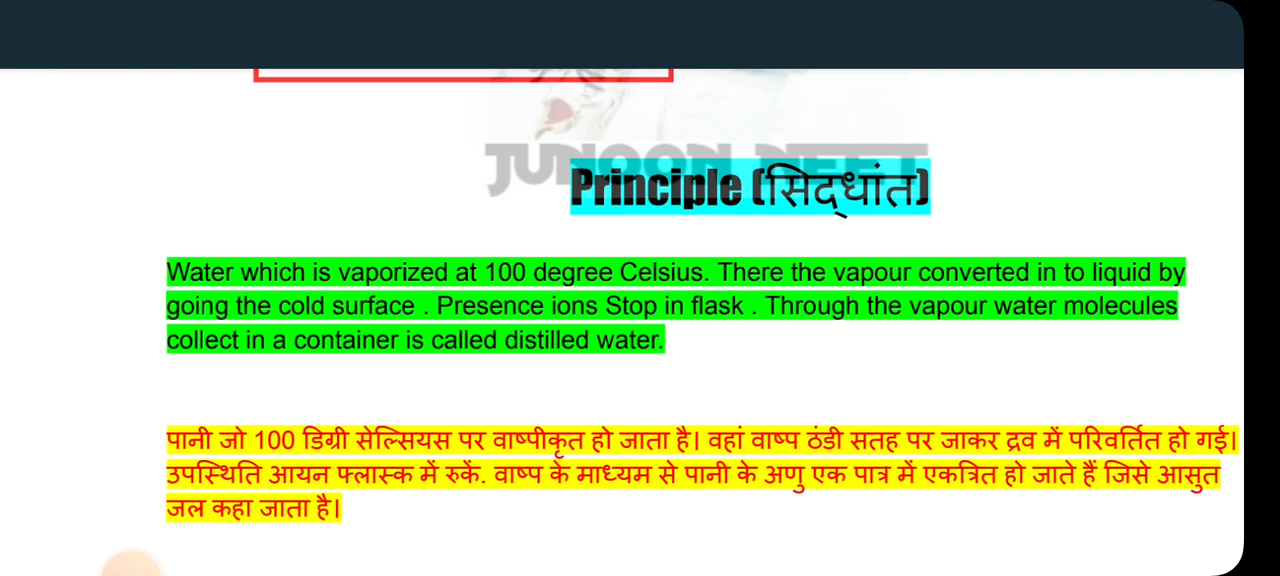 JUNOON NEET
Principle (सिद्धांत)
Water which is vaporized at 100 degree Celsius. There the vapour converted in to liquid by
going the cold surface . Presence ions Stop in flask . Through the vapour water molecules
collect in a container is called distilled water.
पानी जो 100 डिग्री सेल्सियस पर वाष्पीकृत हो जाता है। वहां वाष्प ठंडी सतह पर जाकर द्रव में परिवर्तित हो गई।
उपस्थिति आयन फ्लास्क में रुकें. वाष्प के माध्यम से पानी के अणु एक पात्र में एकत्रित हो जाते हैं जिसे आसुत
जल कहा जाता है।